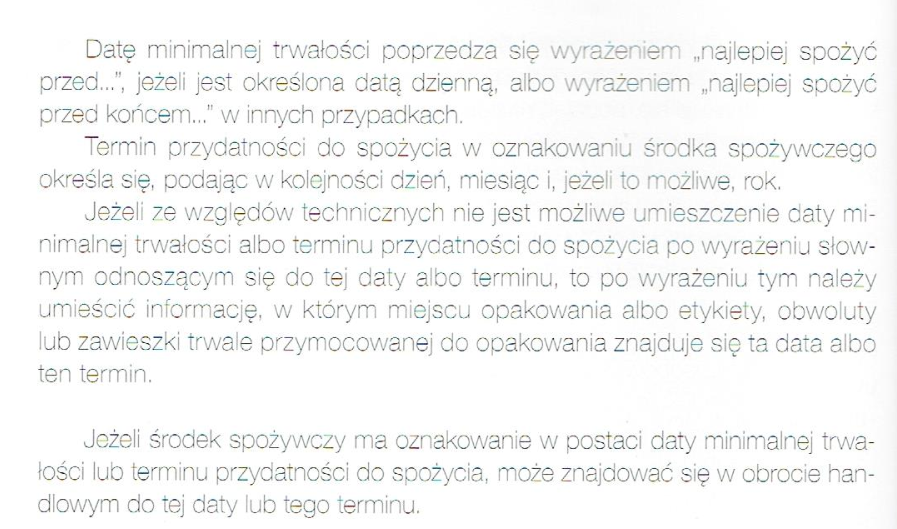 Datę minimalnej trwałości poprzedza się wyrażeniem „najlepiej spożyć
przed...”, jeżeli jest określona datą dzienną, albo wyrażeniem „najlepiej spożyć
przed końcem...” w innych przypadkach.
Termin przydatności do spożycia w oznakowaniu środka spożywczego
określa się, podając w kolejności dzień, miesiąc i, jeżeli to możliwe, rok.
Jeżeli ze względów technicznych nie jest możliwe umieszczenie daty mi-
nimalnej trwałości albo terminu przydatności do spożycia po wyrażeniu słow-
nym odnoszącym się do tej daty albo terminu, to po wyrażeniu tym należy
umieścić informację, w którym miejscu opakowania albo etykiety, obwoluty
lub zawieszki trwale przymocowanej do opakowania znajduje się ta data albo
ten termin.
Jeżeli środek spożywczy ma oznakowanie w postaci daty minimalnej trwa-
łości lub terminu przydatności do spożycia, może znajdować się w obrocie han-
dlowym do tej daty lub tego terminu.